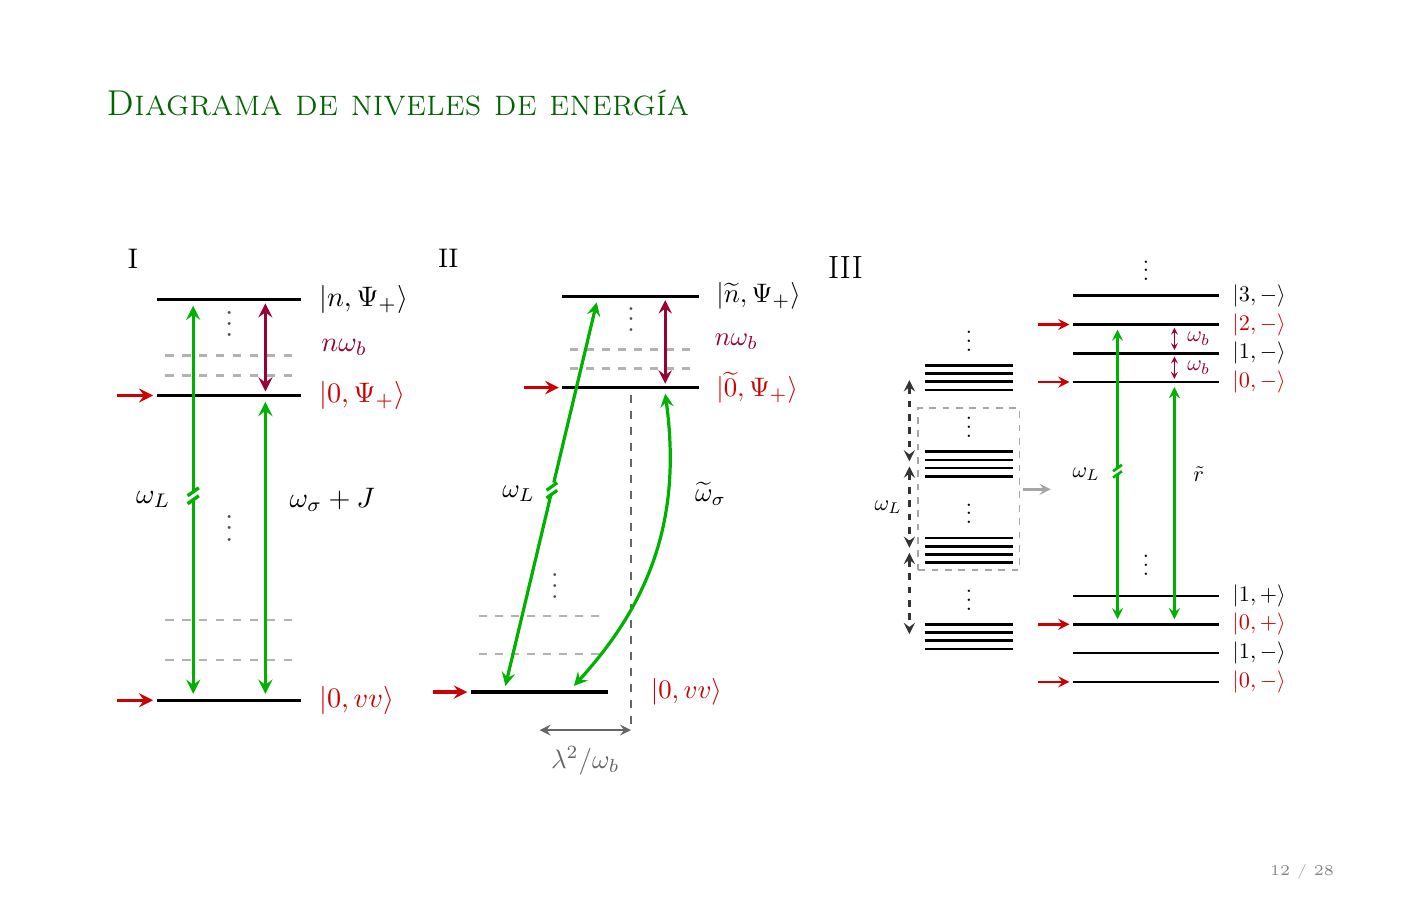 Diagrama de niveles de energía
I
|n, Ψ₊⟩
nω_b
|0, Ψ₊⟩
ω_L
ω_σ + J
|0, vv⟩
II
|ñ, Ψ₊⟩
nω_b
|0̃, Ψ₊⟩
ω_L
ω̃_σ
|0, vv⟩
λ²/ω_b
III
ω_L
|3, −⟩
|2, −⟩
ω_b
|1, −⟩
ω_b
|0, −⟩
ω_L
r̃
|1, +⟩
|0, +⟩
|1, −⟩
|0, −⟩
12 / 28